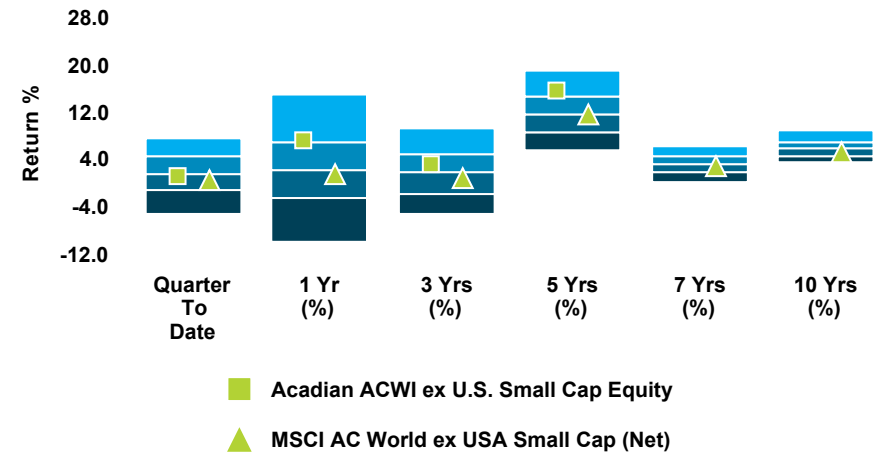 28.0
20.0
12.0
4.0
-4.0
-12.0
Return %
Quarter
To
Date
1 Yr
(%)
3 Yrs
(%)
5 Yrs
(%)
7 Yrs
(%)
10 Yrs
(%)
Acadian ACWI ex U.S. Small Cap Equity
MSCI AC World ex USA Small Cap (Net)